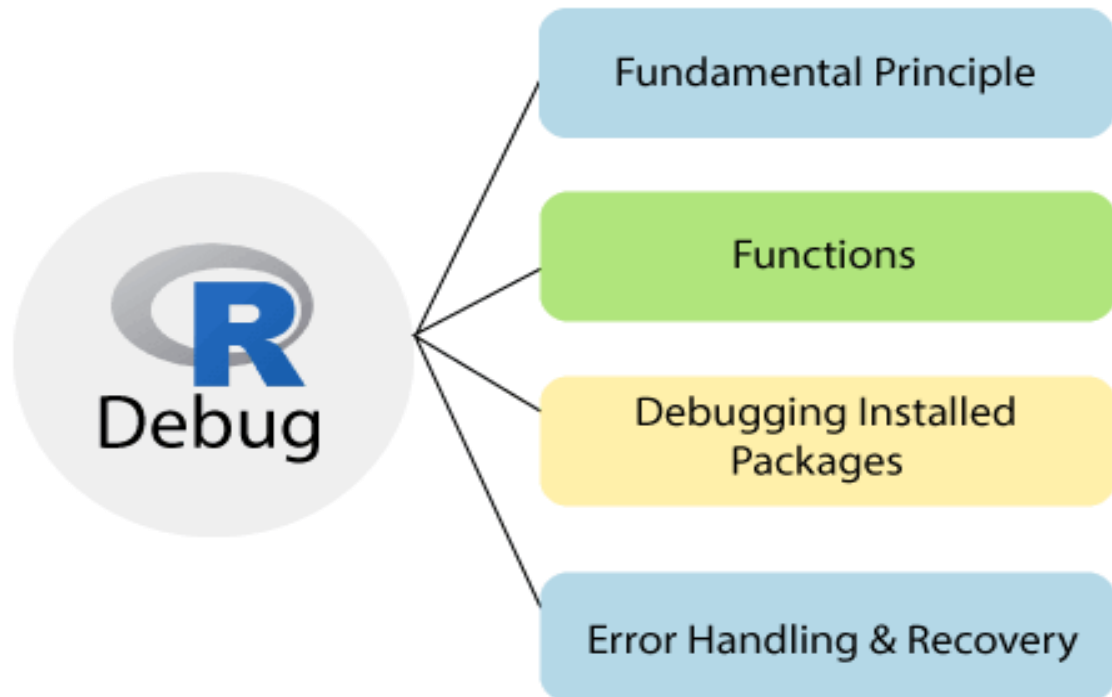 Fundamental Principle
Functions
R
Debug
Debugging Installed
Packages
Error Handling & Recovery